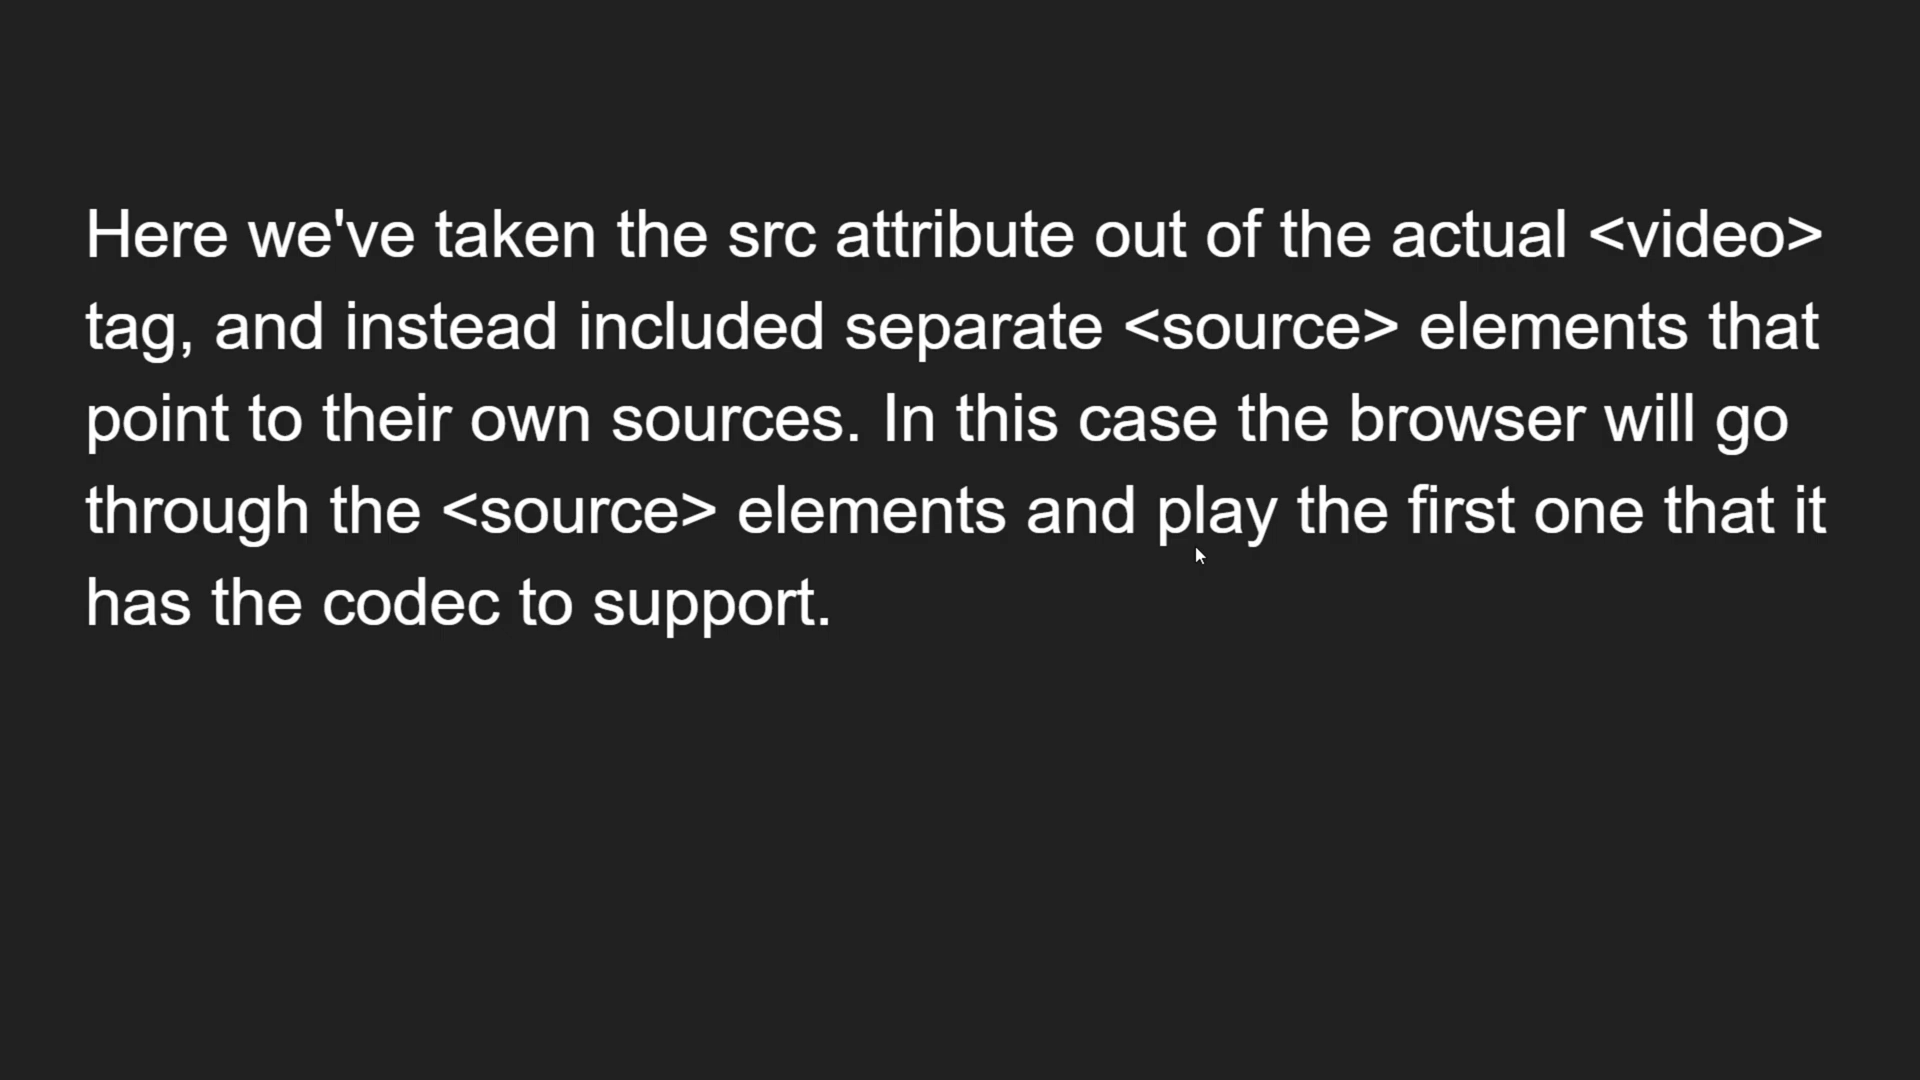 Here we've taken the src attribute out of the actual <video>
tag, and instead included separate <source> elements that
point to their own sources. In this case the browser will go
through the <source> elements and play the first one that it
has the codec to support.